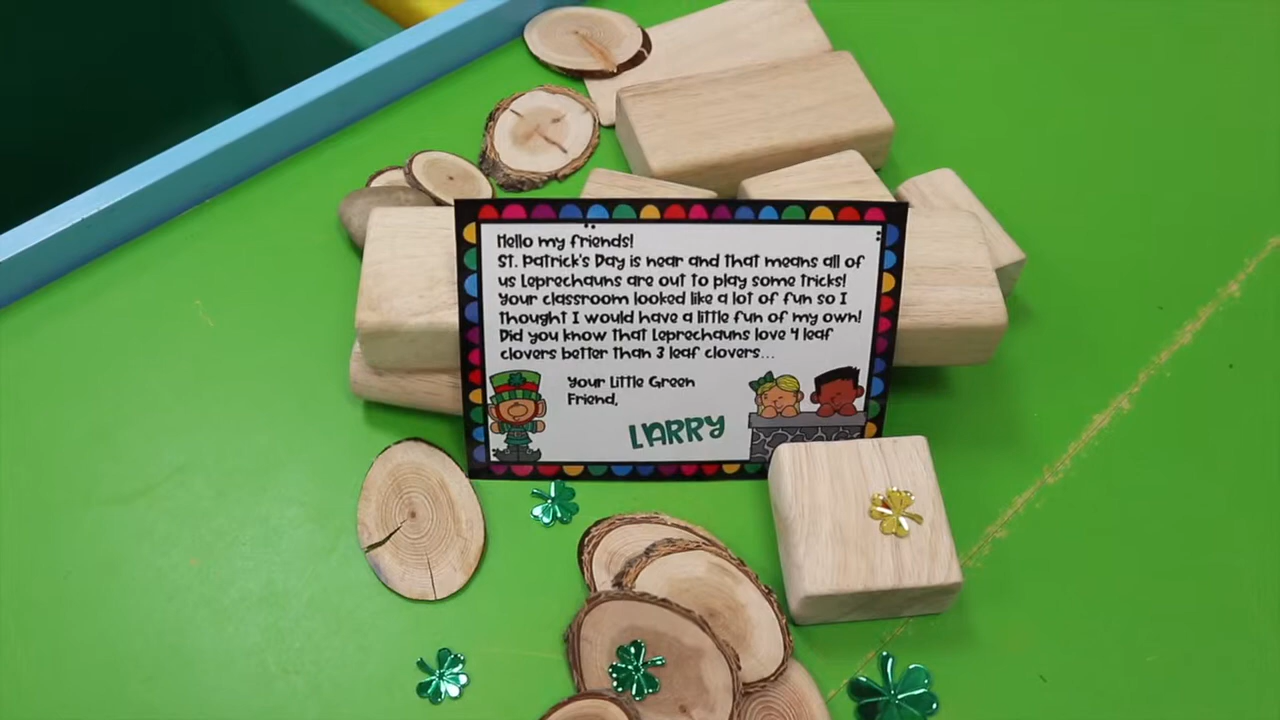 Hello my friends!
St. Patrick's Day is near and that means all of
us Leprechauns are out to play some tricks!
Your classroom looked like a lot of fun so I
thought I would have a little fun of my own!
Did you know that Leprechauns love 4 leaf
clovers better than 3 leaf clovers...
Your Little Green
Friend,
LARRY